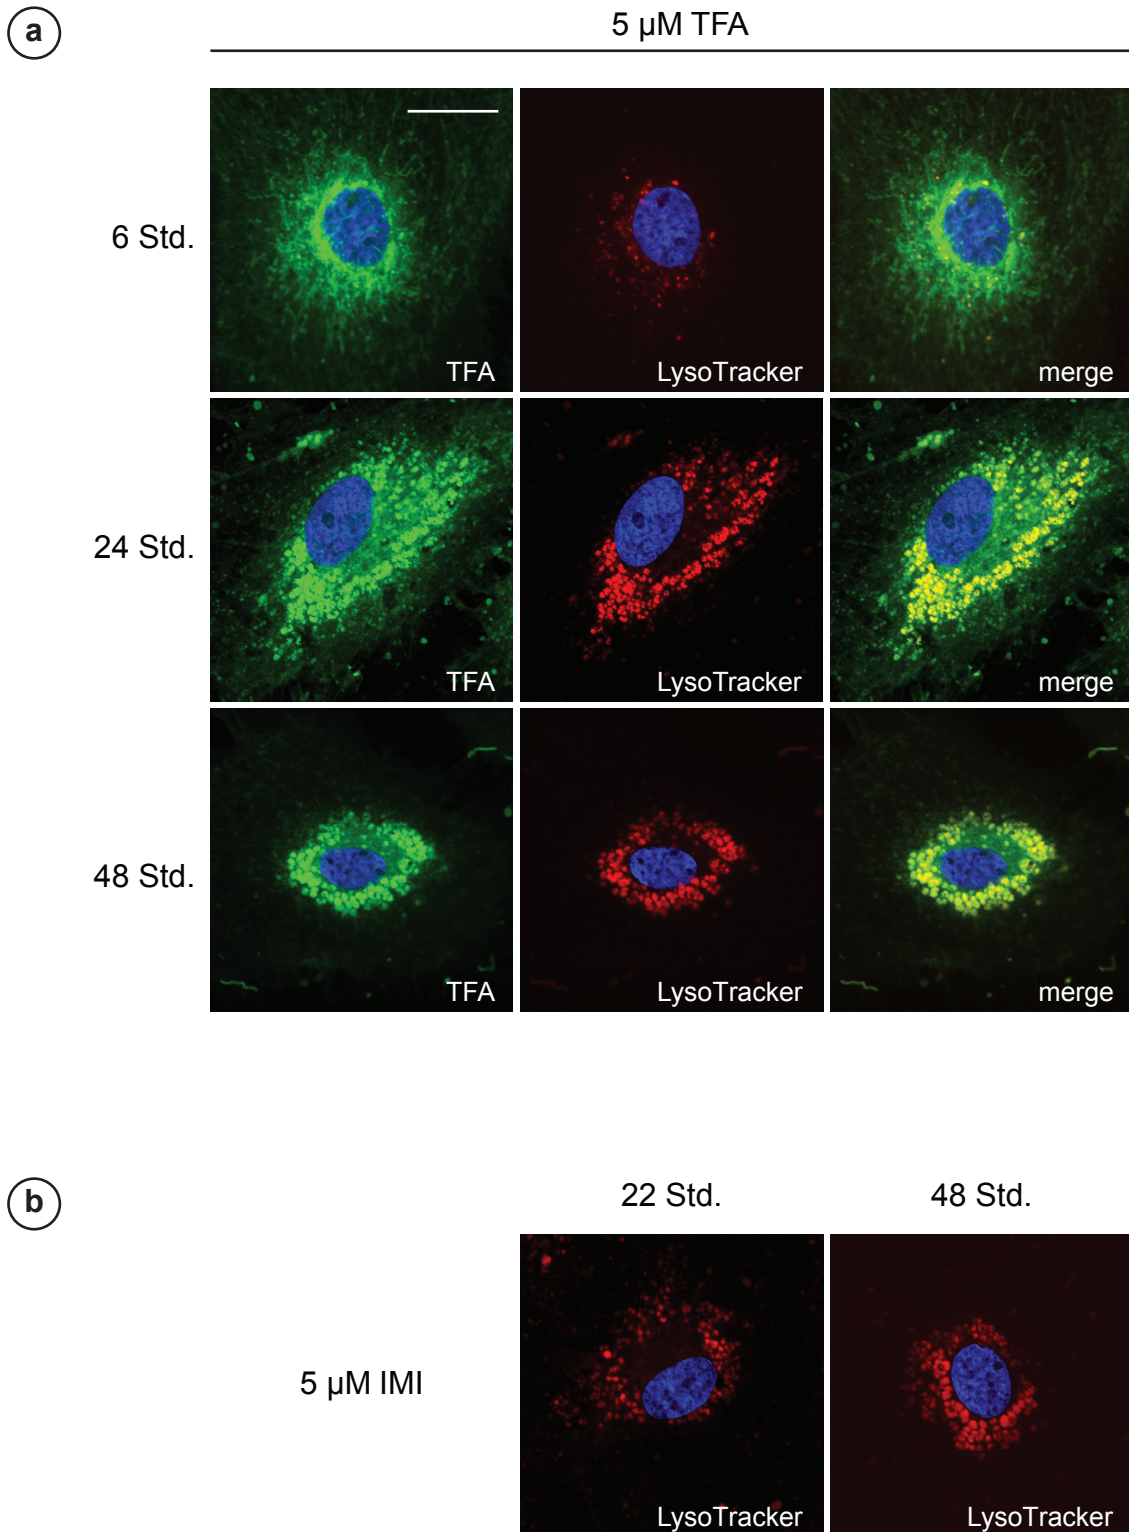 a
5 µM TFA
6 Std.
TFA
LysoTracker
merge
24 Std.
TFA
LysoTracker
merge
48 Std.
TFA
LysoTracker
merge
b
22 Std.
48 Std.
5 µM IMI
LysoTracker
LysoTracker